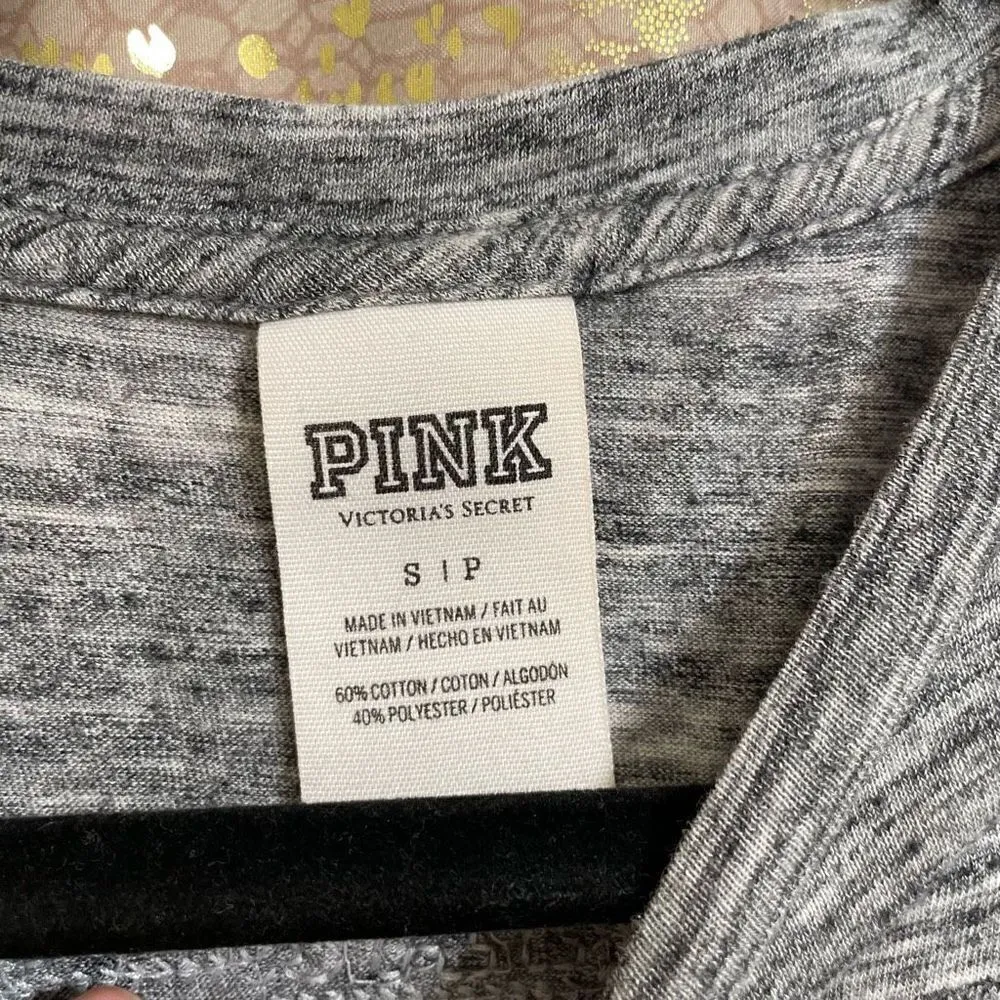 PINK
VICTORIA'S SECRET
S | P
MADE IN VIETNAM / FAIT AU
VIETNAM / HECHO EN VIETNAM
60% COTTON / COTON / ALGODÓN
40% POLYESTER / POLIÉSTER